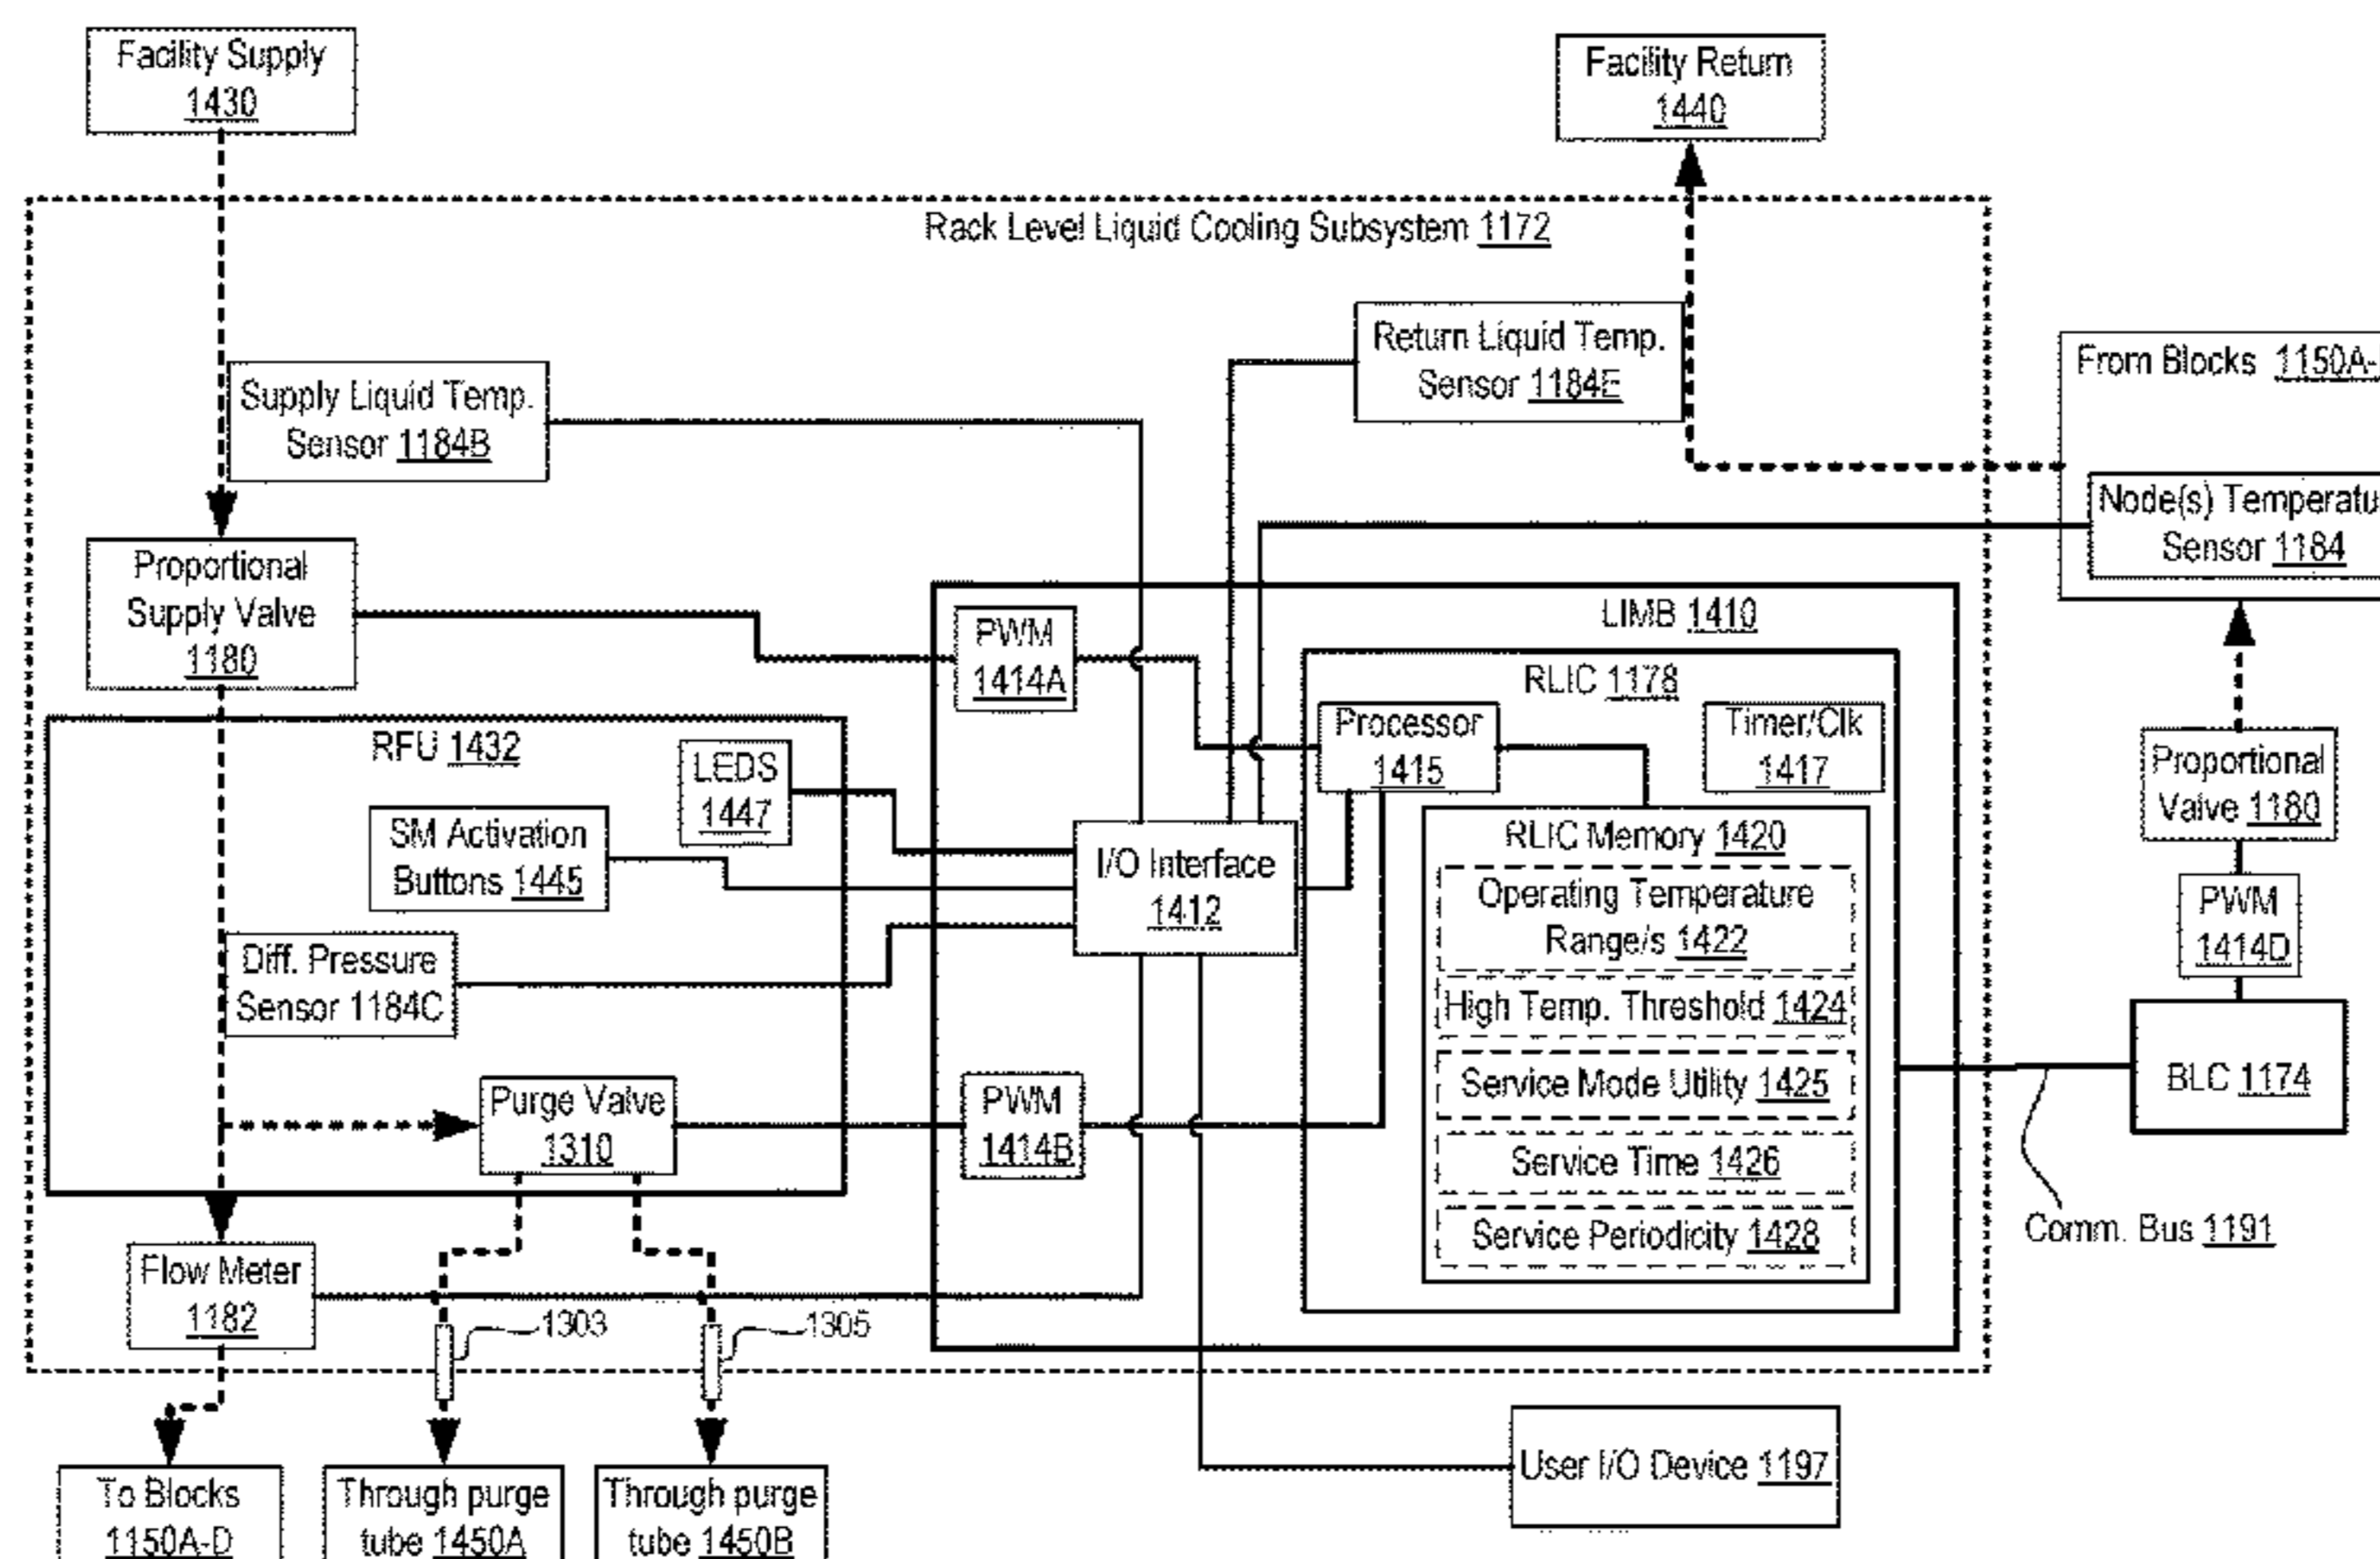 Facility Supply
1430
Facility Return
1440
Rack Level Liquid Cooling Subsystem 1172
Supply Liquid Temp.
Sensor 1184B
Return Liquid Temp.
Sensor 1184E
From Blocks 1150A-
Node(s) Temperatu
Sensor 1184
Proportional
Supply Valve
1180
PWM
1414A
LIMB 1410
RLIC 1178
Processor
1415
Timer/Clk
1417
RFU 1432
LEDS
1447
SM Activation
Buttons 1445
I/O Interface
1412
RLIC Memory 1420
Operating Temperature
Range/s 1422
High Temp. Threshold 1424
Service Mode Utility 1425
Service Time 1426
Service Periodicity 1428
Proportional
Valve 1180
PWM
1414D
BLC 1174
Comm. Bus 1191
Diff. Pressure
Sensor 1184C
Purge Valve
1310
PWM
1414B
Flow Meter
1182
1303
1305
To Blocks
1150A-D
Through purge
tube 1450A
Through purge
tube 1450B
User I/O Device 1197